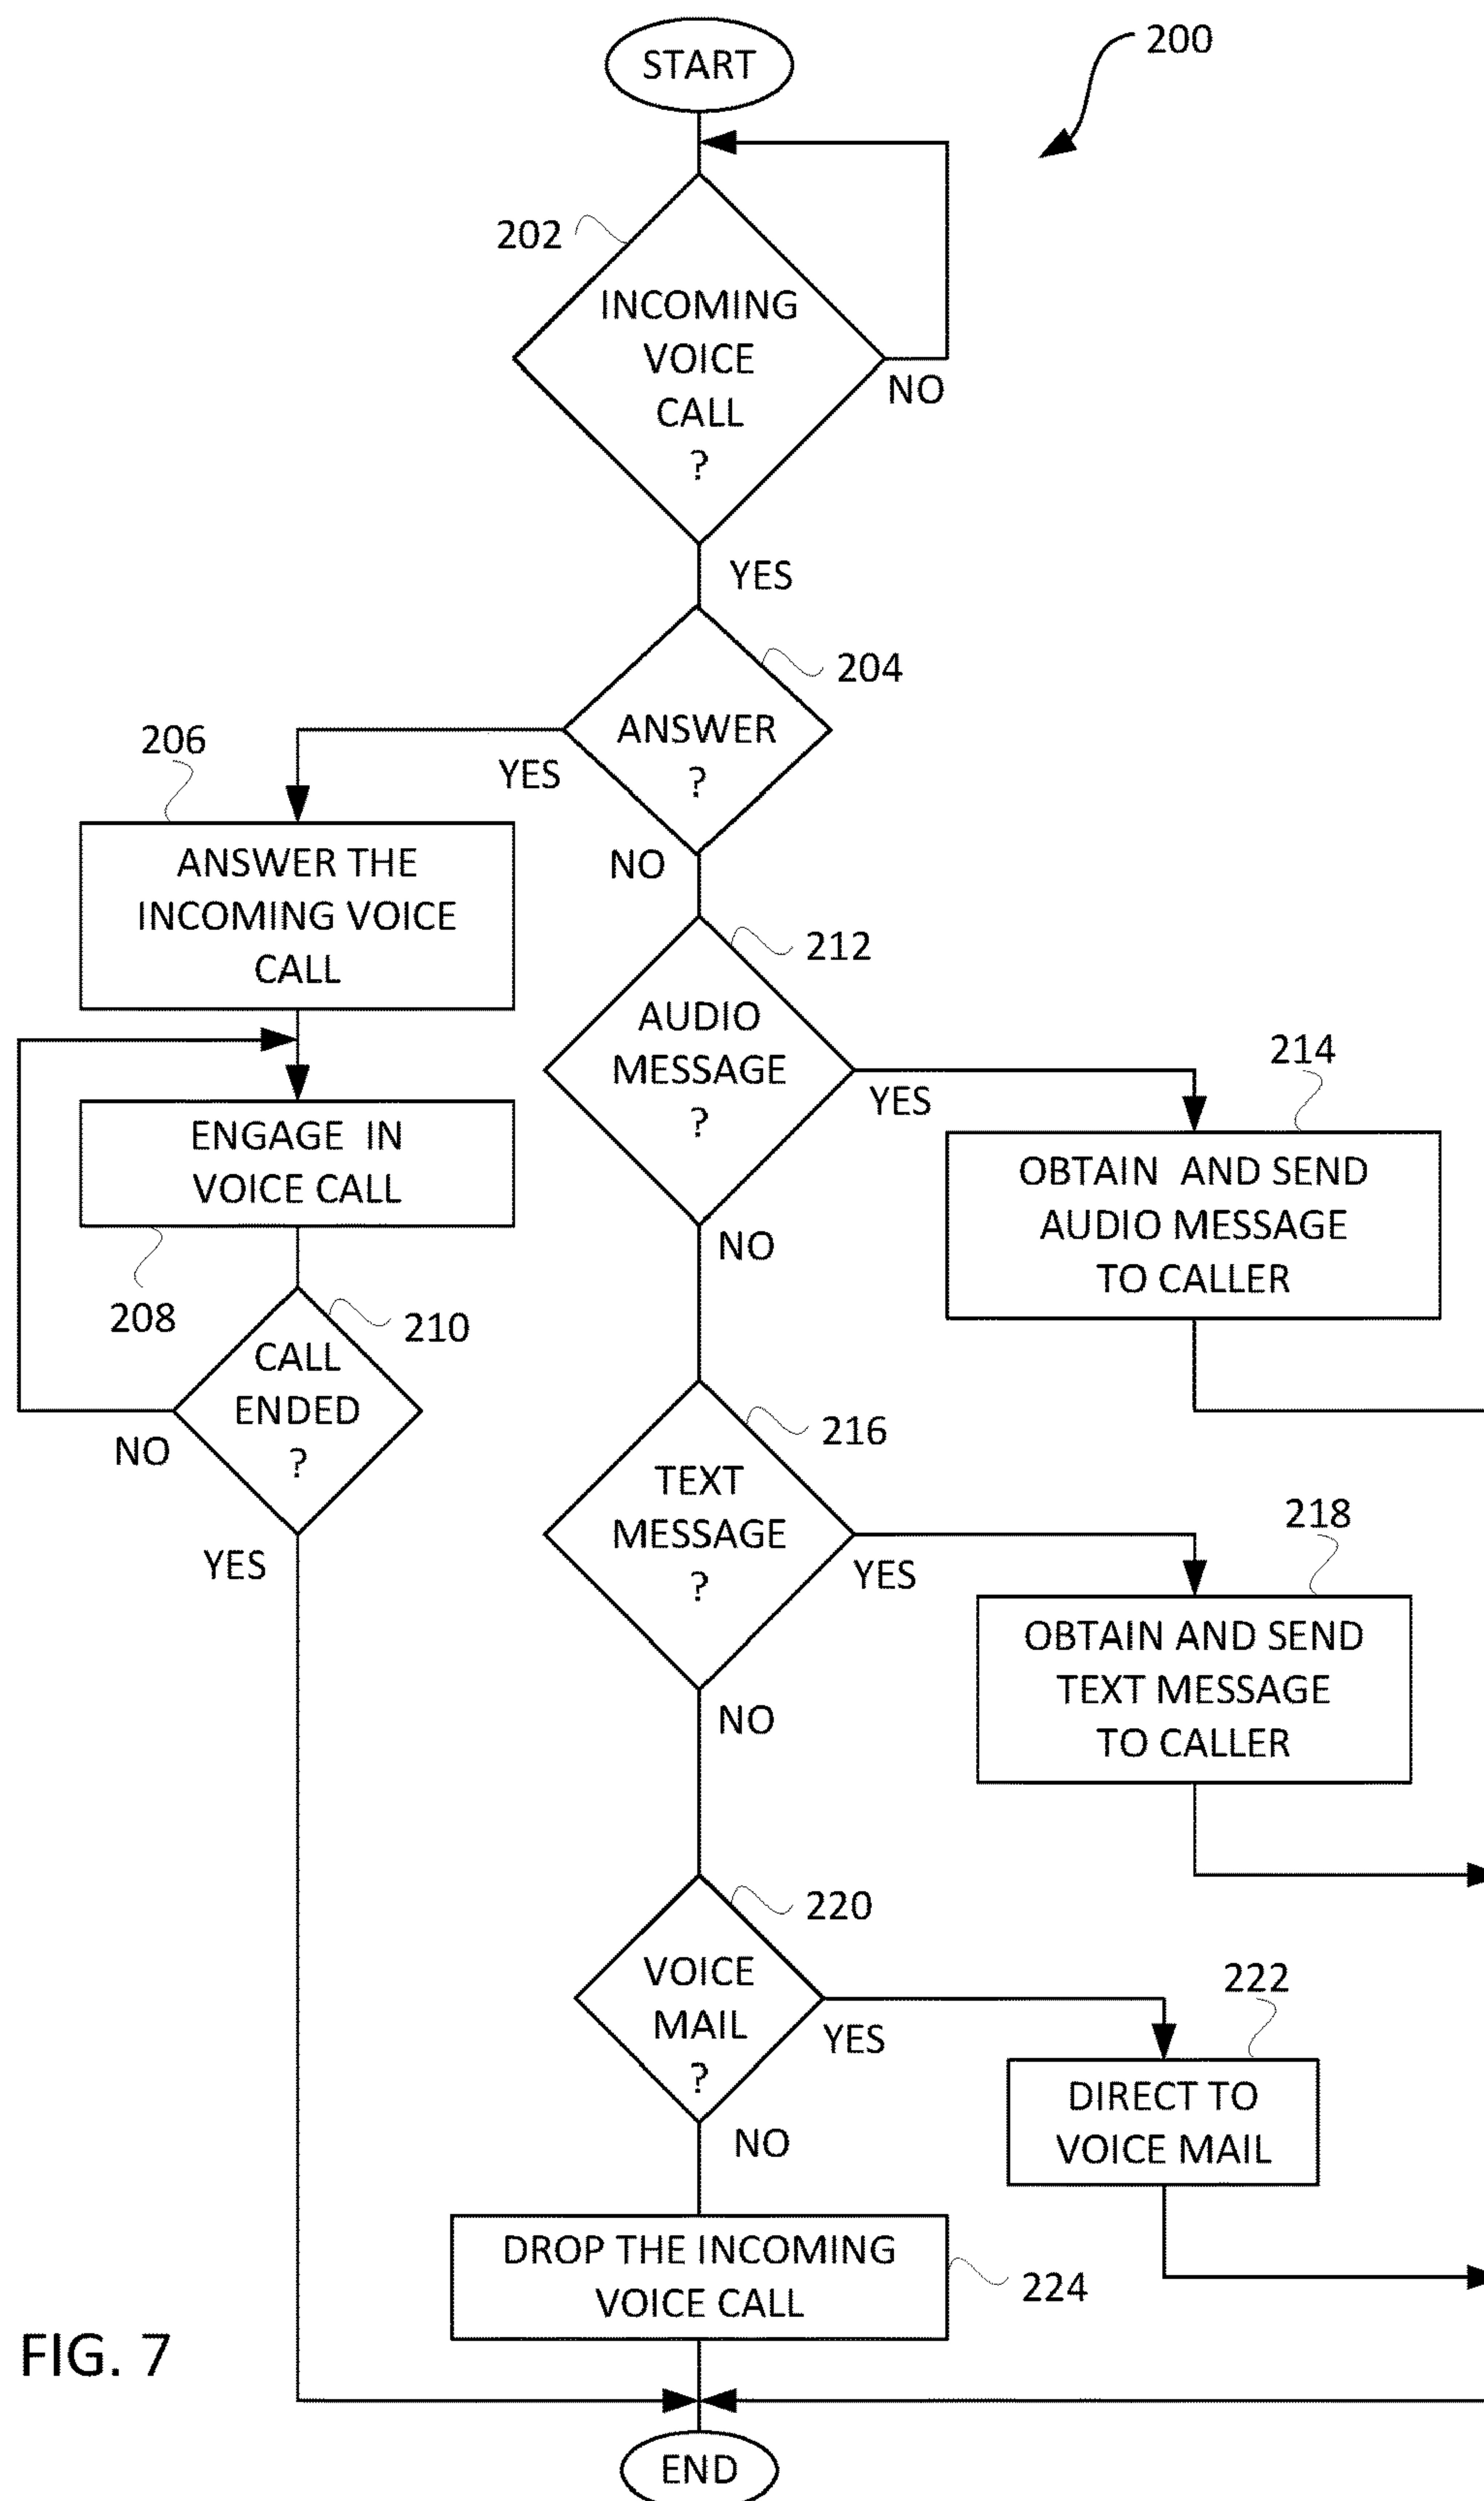 START
200
202
INCOMING
VOICE
CALL
?
NO
YES
204
ANSWER
?
YES
NO
206
ANSWER THE
INCOMING VOICE
CALL
212
AUDIO
MESSAGE
?
YES
NO
214
OBTAIN AND SEND
AUDIO MESSAGE
TO CALLER
ENGAGE IN
VOICE CALL
208
210
CALL
ENDED
?
NO
YES
216
TEXT
MESSAGE
?
YES
NO
218
OBTAIN AND SEND
TEXT MESSAGE
TO CALLER
220
VOICE
MAIL
?
YES
NO
222
DIRECT TO
VOICE MAIL
DROP THE INCOMING
VOICE CALL
224
FIG. 7
END